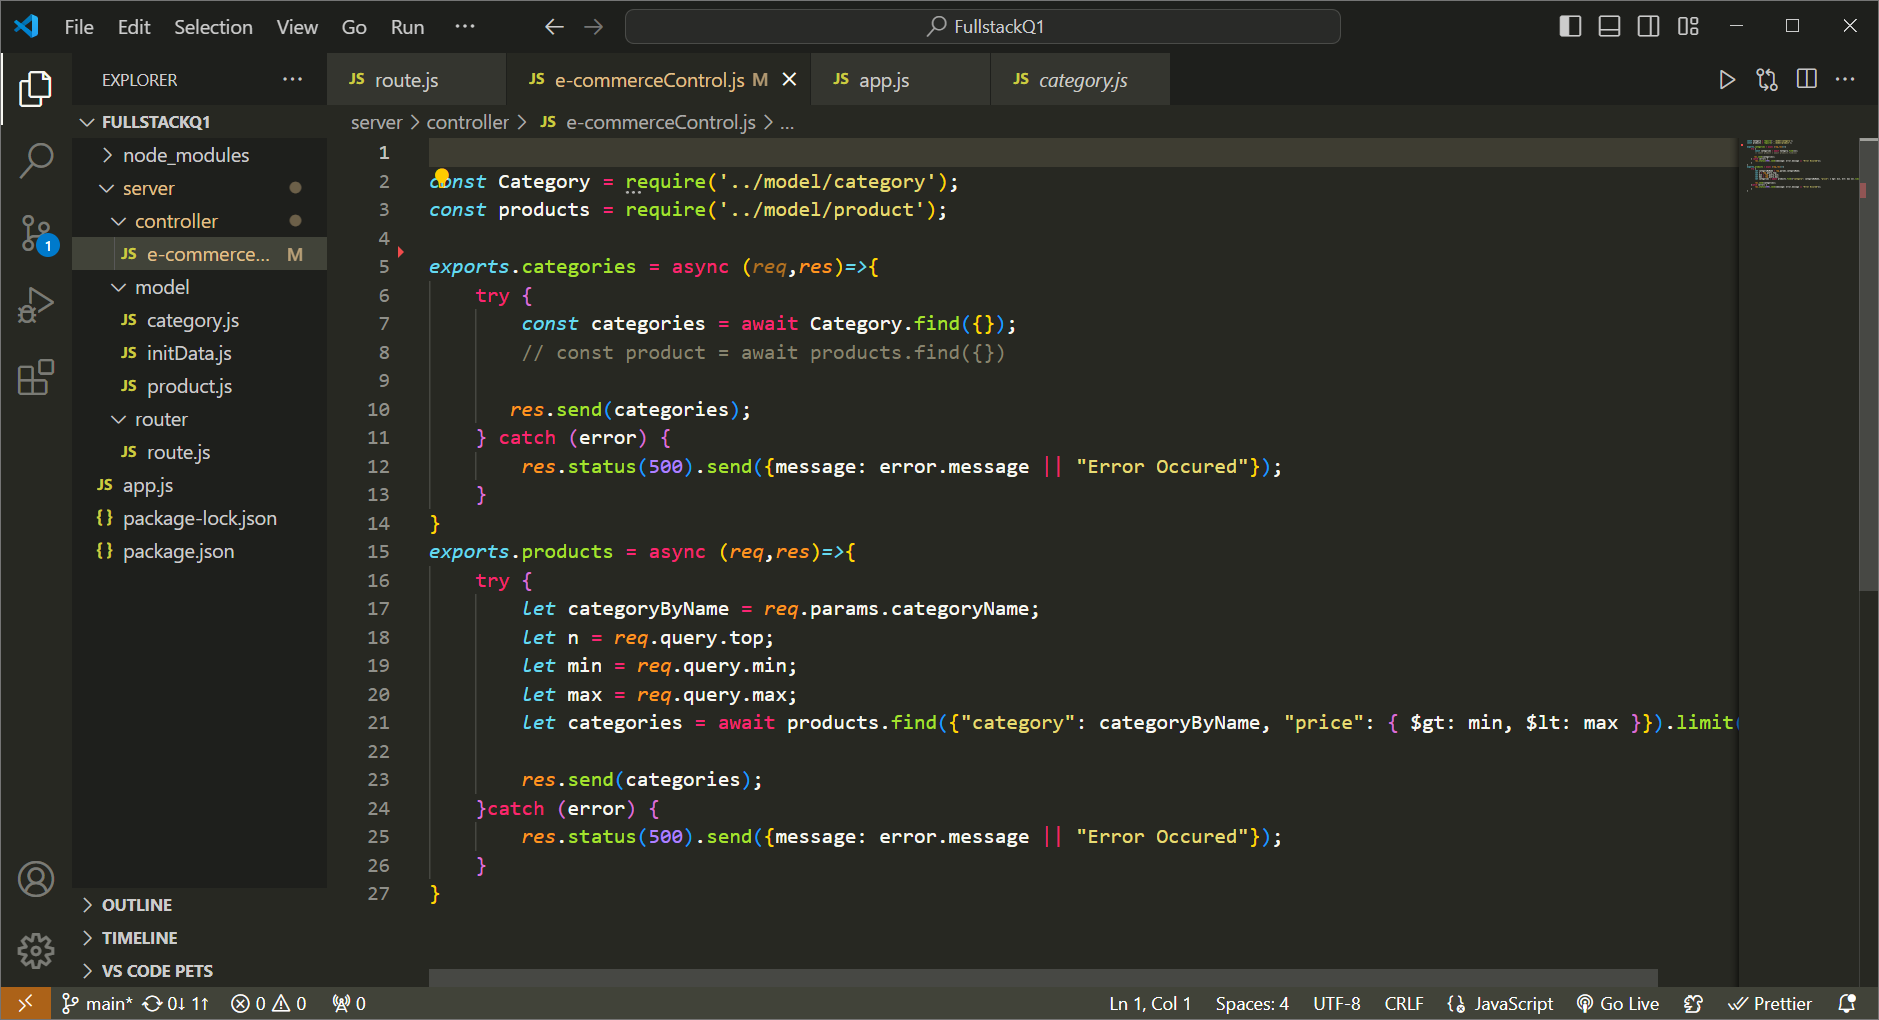 File Edit Selection View Go Run ··· FullstackQ1
EXPLORER ···
JS route.js JS e-commerceControl.js M JS app.js JS category.js
FULLSTACKQ1
node_modules
server
controller
JS e-commerce... M
model
JS category.js
JS initData.js
JS product.js
router
JS route.js
JS app.js
{} package-lock.json
{} package.json
OUTLINE
TIMELINE
VS CODE PETS
1
server > controller > JS e-commerceControl.js > ...
1
2 const Category = require('../model/category');
3 const products = require('../model/product');
4
5 exports.categories = async (req,res)=>{
6 try {
7 const categories = await Category.find({});
8 // const product = await products.find({})
9
10 res.send(categories);
11 } catch (error) {
12 res.status(500).send({message: error.message || "Error Occured"});
13 }
14 }
15 exports.products = async (req,res)=>{
16 try {
17 let categoryByName = req.params.categoryName;
18 let n = req.query.top;
19 let min = req.query.min;
20 let max = req.query.max;
21 let categories = await products.find({"category": categoryByName, "price": { $gt: min, $lt: max }}).limit(
22
23 res.send(categories);
24 }catch (error) {
25 res.status(500).send({message: error.message || "Error Occured"});
26 }
27 }
main* 0↓ 1↑ 0 0 0 Ln 1, Col 1 Spaces: 4 UTF-8 CRLF JavaScript Go Live Prettier